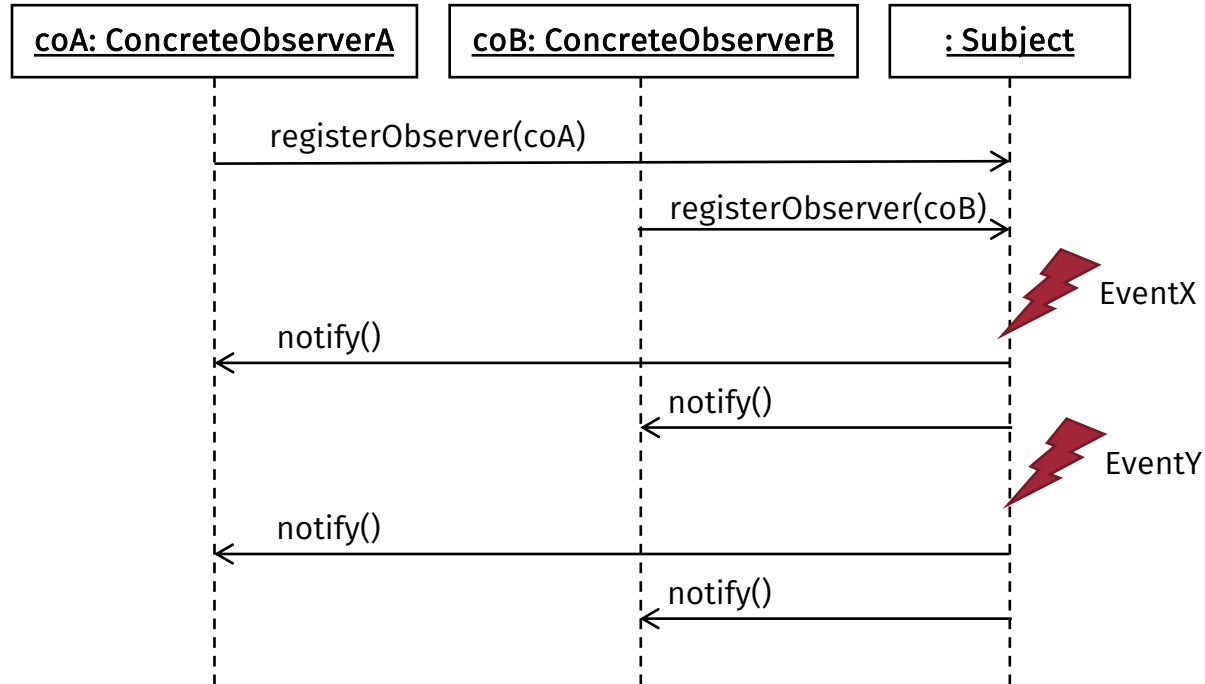 coA: ConcreteObserverA
coB: ConcreteObserverB
: Subject
registerObserver(coA)
registerObserver(coB)
EventX
notify()
notify()
EventY
notify()
notify()